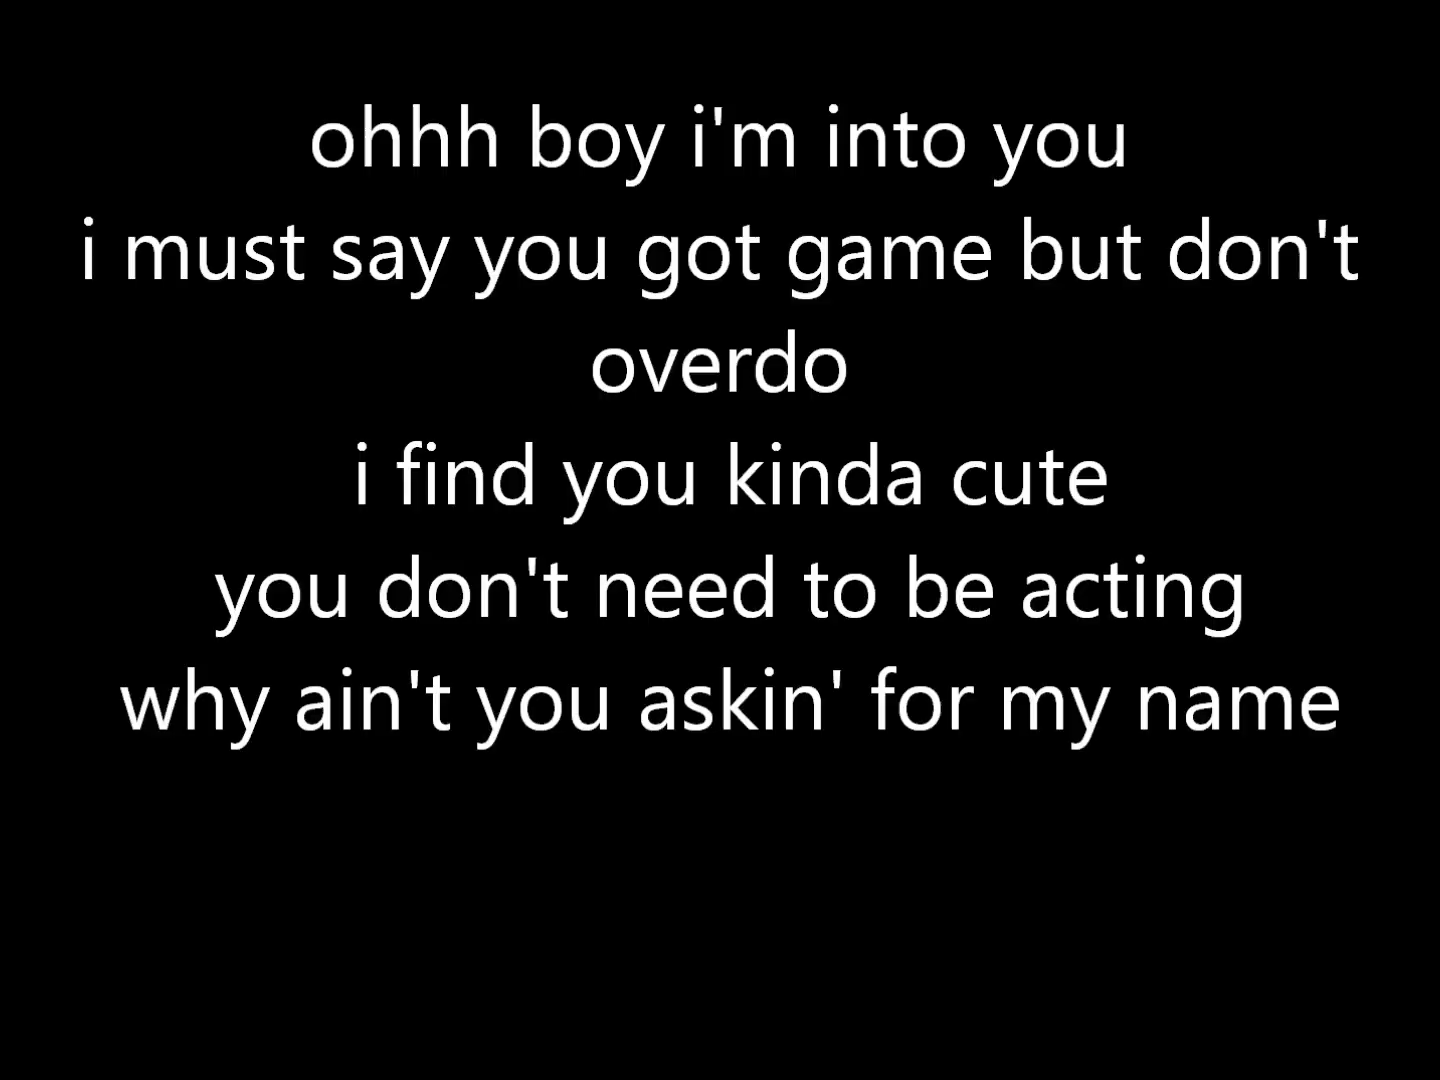 ohhh boy i'm into you
i must say you got game but don't
overdo
i find you kinda cute
you don't need to be acting
why ain't you askin' for my name